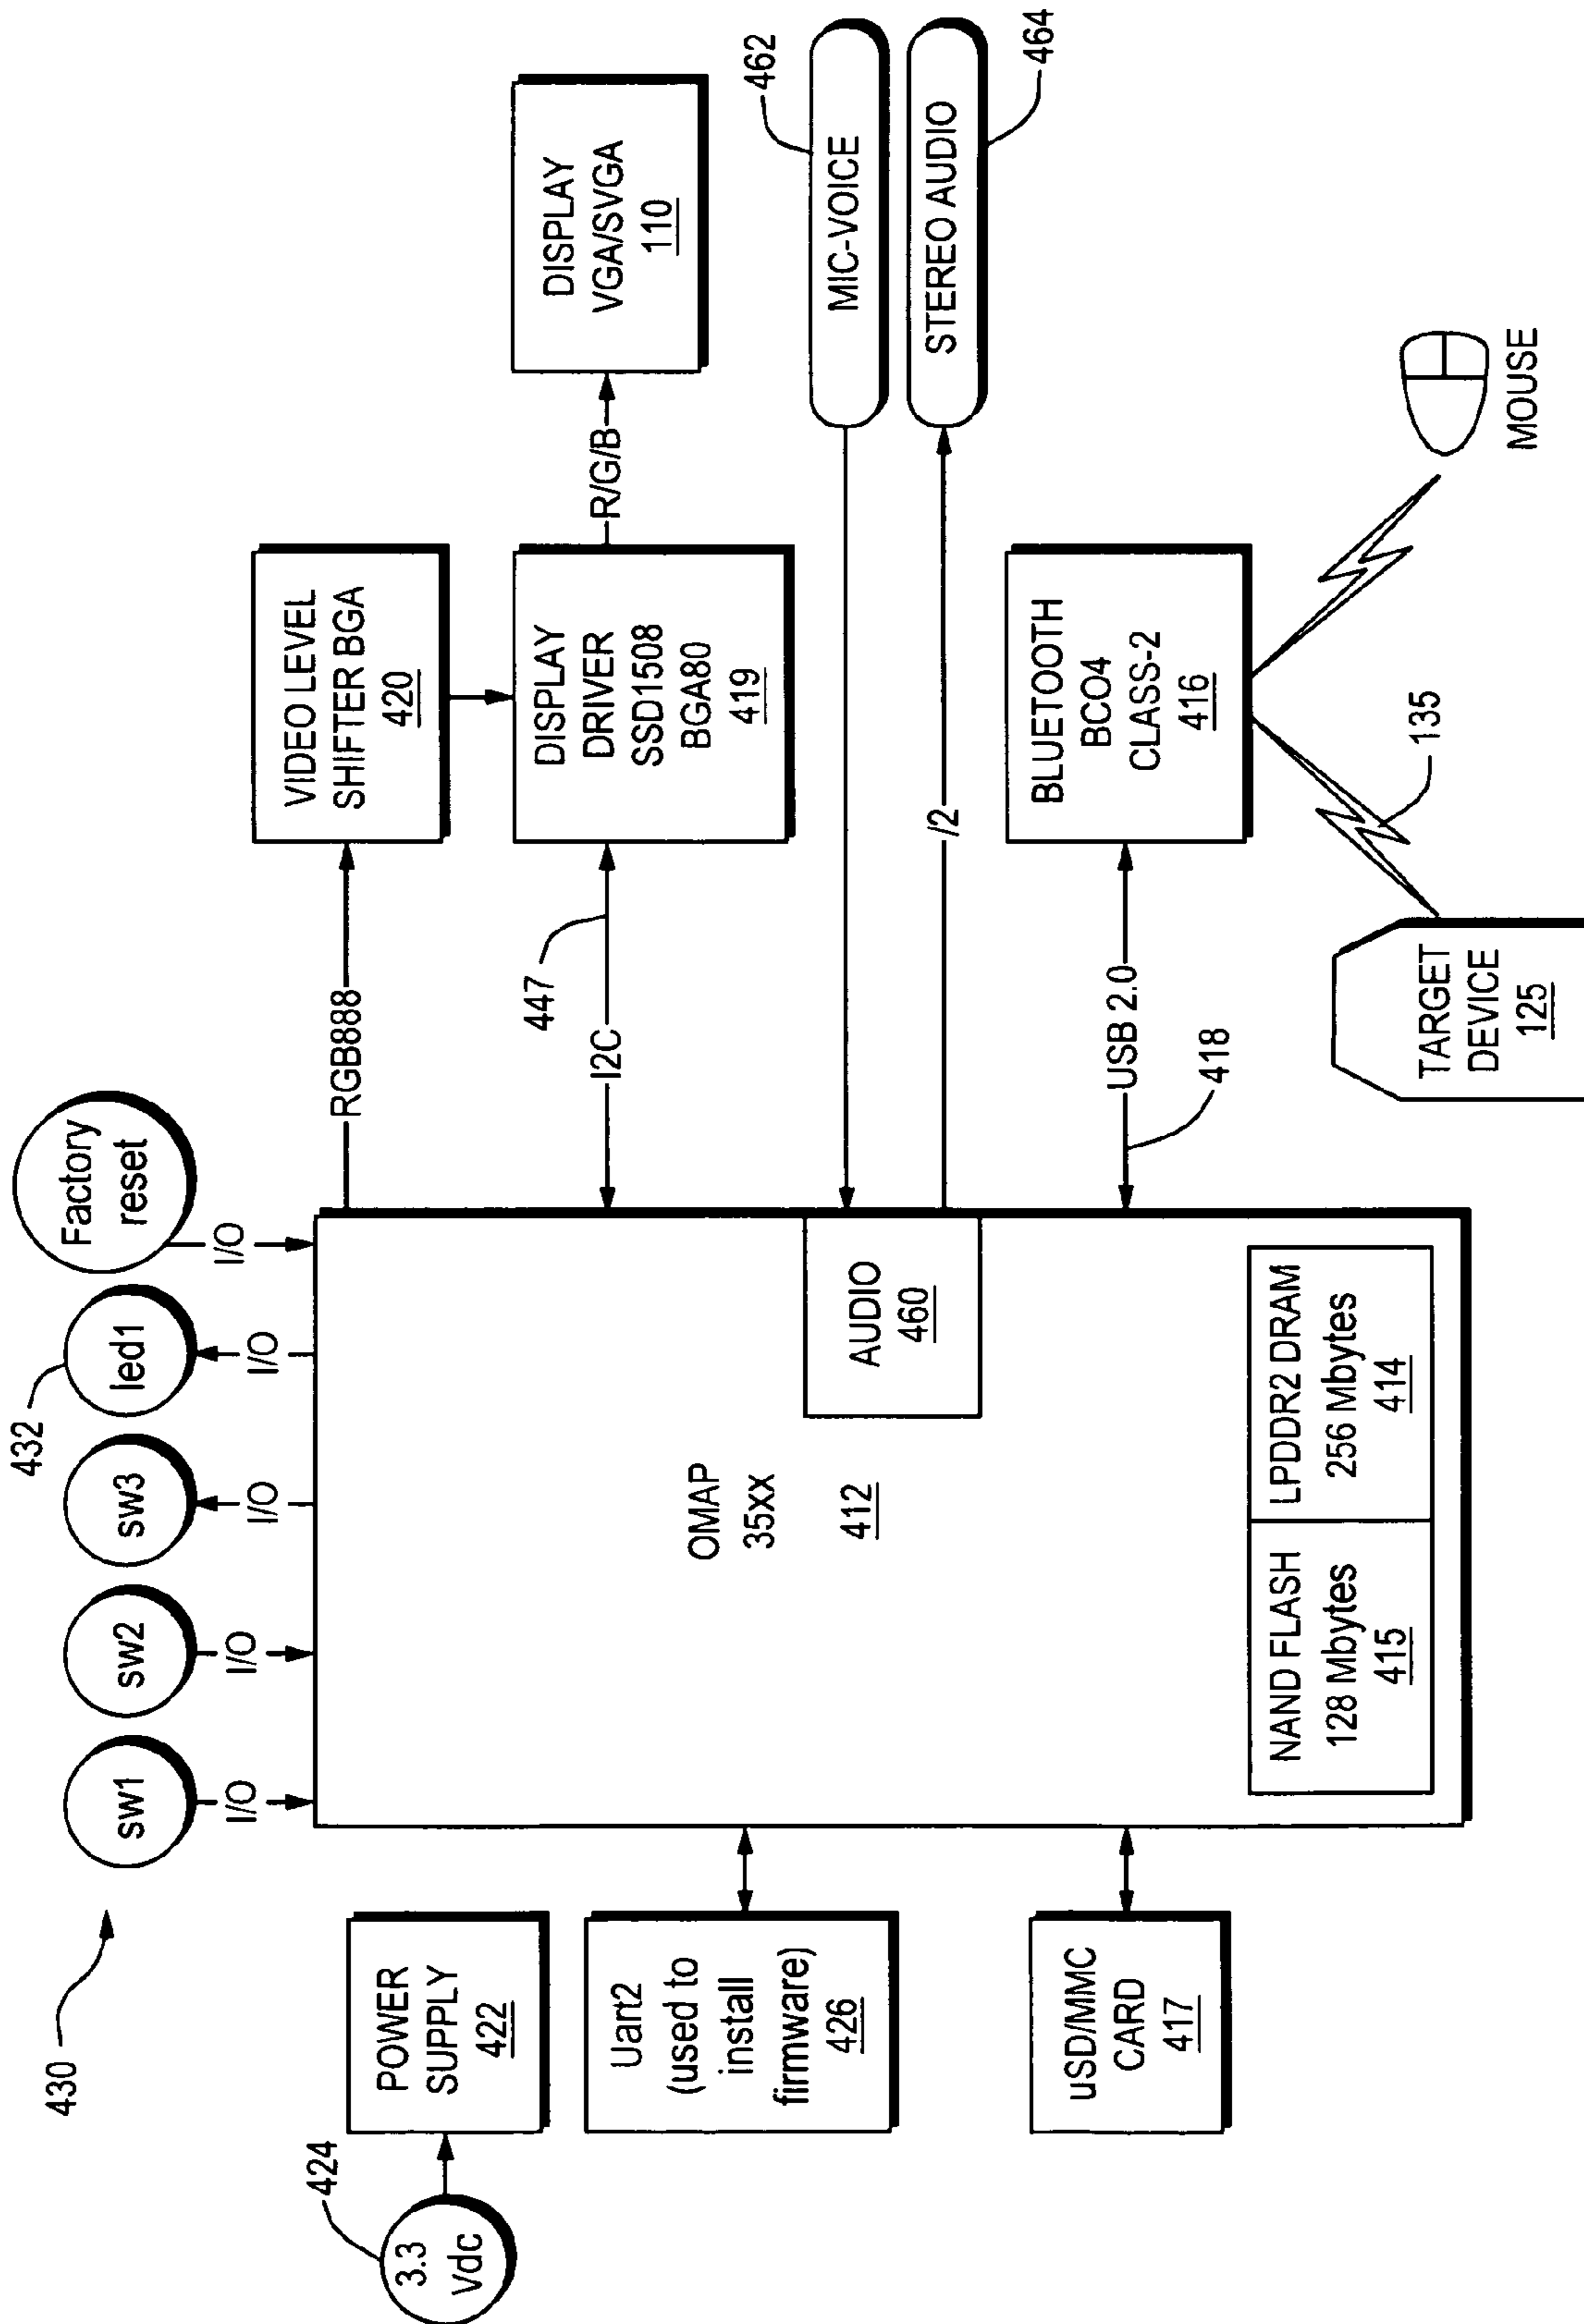 430
sw1
sw2
sw3
432
led1
Factory
reset
I/O
I/O
I/O
I/O
I/O
424
3.3
vdc
POWER
SUPPLY
422
Uart2
(used to
install
firmware)
426
uSD/MMC
CARD
417
OMAP
35xx
412
AUDIO
460
NAND FLASH
128 Mbytes
415
LPDDR2 DRAM
256 Mbytes
414
RGB888
VIDEO LEVEL
SHIFTER BGA
420
I2C
447
DISPLAY
DRIVER
SSD1508
BGA80
419
R/G/B
DISPLAY
VGA/SVGA
110
462
MIC-VOICE
/2
STEREO AUDIO
464
USB 2.0
418
BLUETOOTH
BCO4
CLASS-2
416
135
TARGET
DEVICE
125
MOUSE